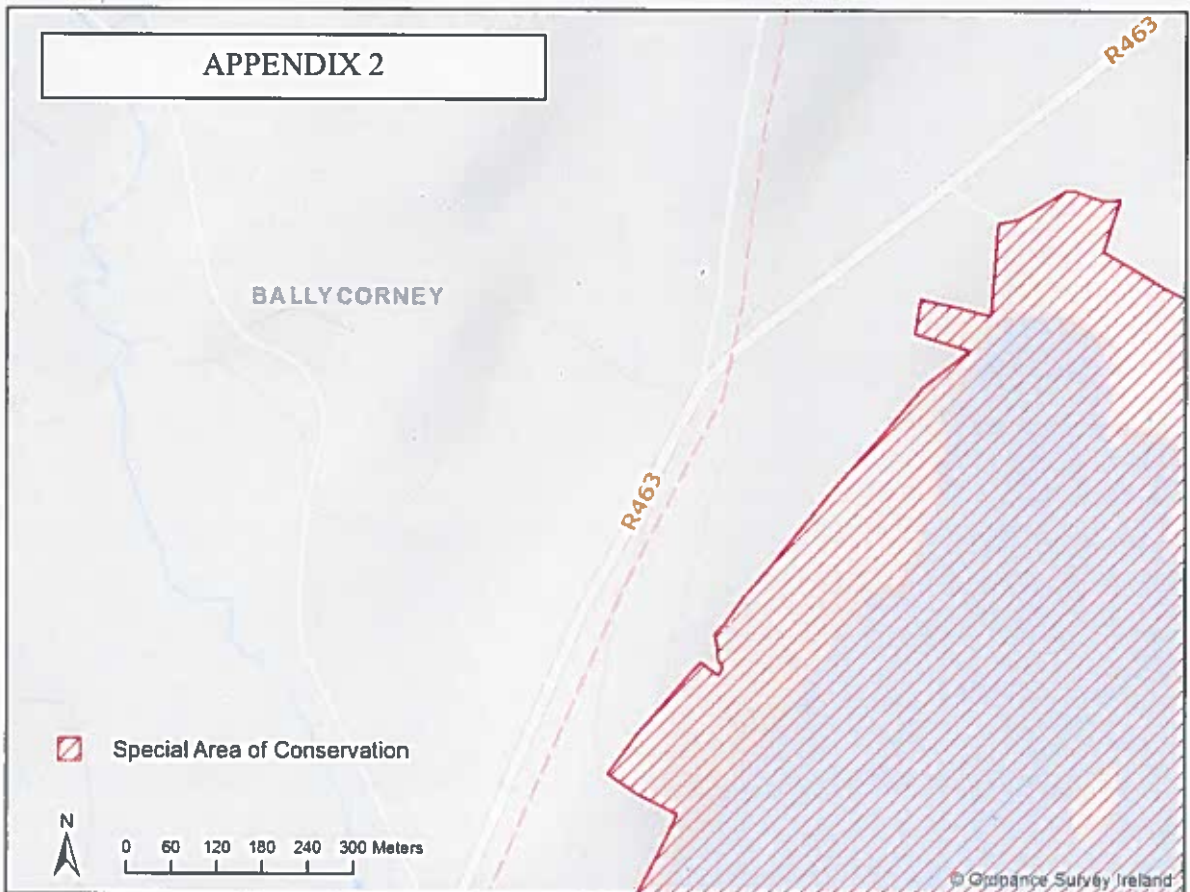 APPENDIX 2
R463
BALLYCORNEY
R463
Special Area of Conservation
N
0 60 120 180 240 300 Meters
© Ordnance Survey Ireland